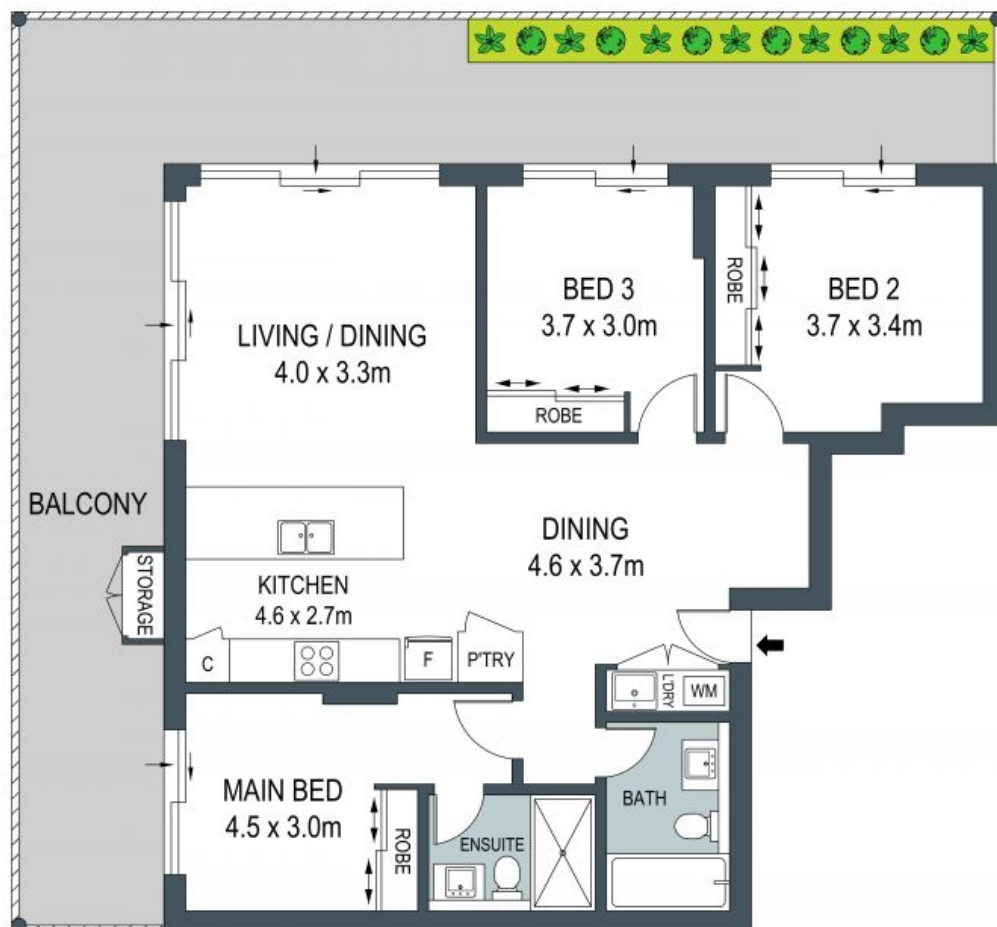 BED 3
3.7 x 3.0m
ROBE
BED 2
3.7 x 3.4m
LIVING / DINING
4.0 x 3.3m
ROBE
BALCONY
DINING
4.6 x 3.7m
STORAGE
KITCHEN
4.6 x 2.7m
C
F
P'TRY
L'DRY
WM
MAIN BED
4.5 x 3.0m
ROBE
ENSUITE
BATH